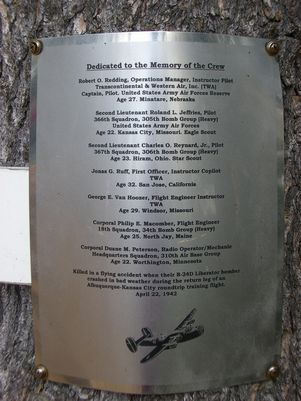 Dedicated to the Memory of the Crew
Robert O. Redding, Operations Manager, Instructor Pilot
Transcontinental & Western Air, Inc. (TWA)
Captain, Pilot. United States Army Air Forces Reserve
Age 27. Minatare, Nebraska
Second Lieutenant Roland L. Jeffries, Pilot
366th Squadron, 305th Bomb Group (Heavy)
United States Army Air Forces
Age 22. Kansas City, Missouri. Eagle Scout
Second Lieutenant Charles O. Reynard, Jr., Pilot
367th Squadron, 306th Bomb Group (Heavy)
Age 23. Hiram, Ohio. Star Scout
Jonas G. Ruff, First Officer, Instructor Copilot
TWA
Age 32. San Jose, California
George E. Van Hoozer, Flight Engineer Instructor
TWA
Age 29. Windsor, Missouri
Corporal Philip E. Macomber, Flight Engineer
18th Squadron, 34th Bomb Group (Heavy)
Age 25. North Jay, Maine
Corporal Duane M. Peterson, Radio Operator/Mechanic
Headquarters Squadron, 310th Air Base Group
Age 22. Worthington, Minnesota
Killed in a flying accident when their B-24D Liberator bomber
crashed in bad weather during the return leg of an
Albuquerque-Kansas City roundtrip training flight.
April 22, 1942